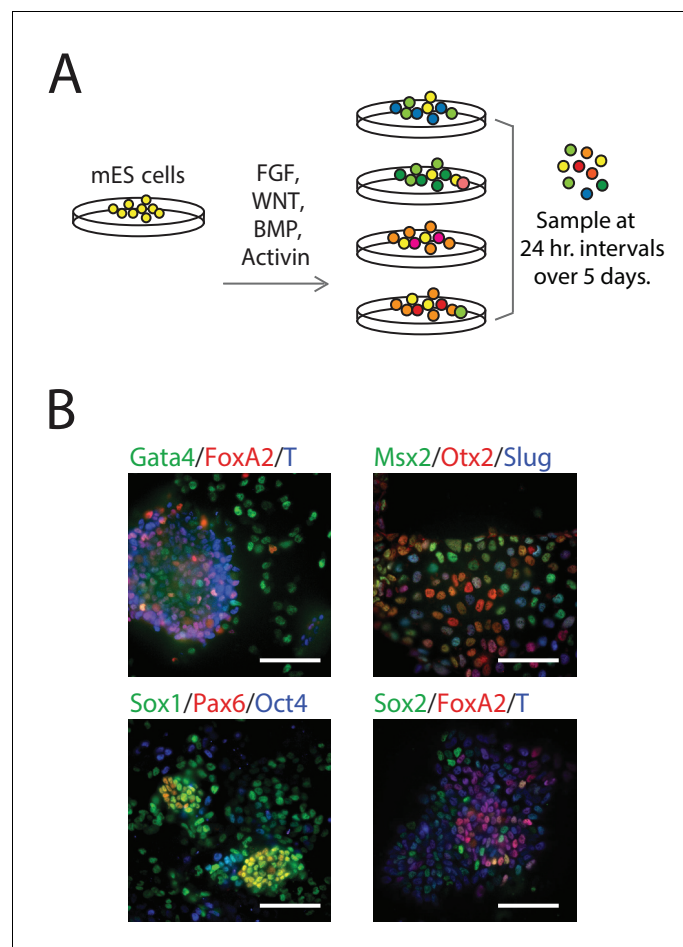 A
mES cells
FGF,
WNT,
BMP,
Activin
Sample at
24 hr. intervals
over 5 days.
B
Gata4/FoxA2/T
Msx2/Otx2/Slug
Sox1/Pax6/Oct4
Sox2/FoxA2/T